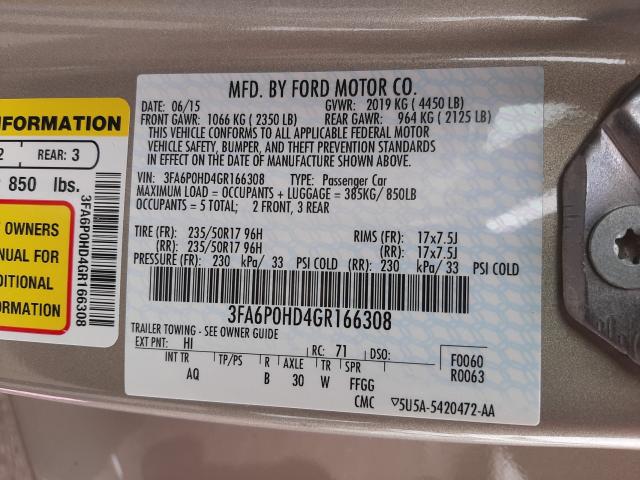 NFORMATION
2 REAR: 3
850 lbs.
OWNERS
ANUAL FOR
DITIONAL
FORMATION
3FA6P0HD4GR166308
MFD. BY FORD MOTOR CO.
DATE: 06/15 GVWR: 2019 KG ( 4450 LB)
FRONT GAWR: 1066 KG ( 2350 LB) REAR GAWR: 964 KG ( 2125 LB)
THIS VEHICLE CONFORMS TO ALL APPLICABLE FEDERAL MOTOR
VEHICLE SAFETY, BUMPER, AND THEFT PREVENTION STANDARDS
IN EFFECT ON THE DATE OF MANUFACTURE SHOWN ABOVE.
VIN: 3FA6P0HD4GR166308 TYPE: Passenger Car
MAXIMUM LOAD = OCCUPANTS + LUGGAGE = 385KG/ 850LB
OCCUPANTS = 5 TOTAL; 2 FRONT, 3 REAR
TIRE (FR): 235/50R17 96H RIMS (FR): 17x7.5J
(RR): 235/50R17 96H (RR): 17x7.5J
PRESSURE (FR): 230 kPa/ 33 PSI COLD (RR): 230 kPa/ 33 PSI COLD
3FA6P0HD4GR166308
TRAILER TOWING - SEE OWNER GUIDE
EXT PNT: HI RC: 71 DSO: F0060
R0063
INT TR TP/PS R AXLE TR SPR
AQ B 30 W FFGG
CMC ▽5U5A-5420472-AA